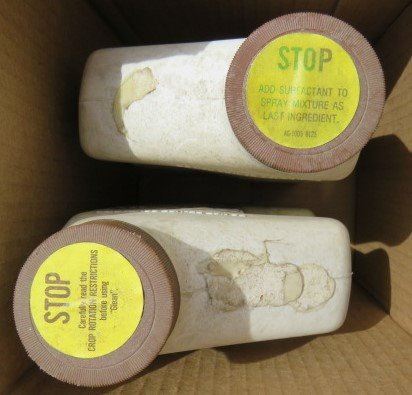 STOP
ADD SURFACTANT TO
SPRAY MIXTURE AS
LAST INGREDIENT.
STOP
Carefully read the
CROP ROTATION RESTRICTIONS
before using
"Glean".